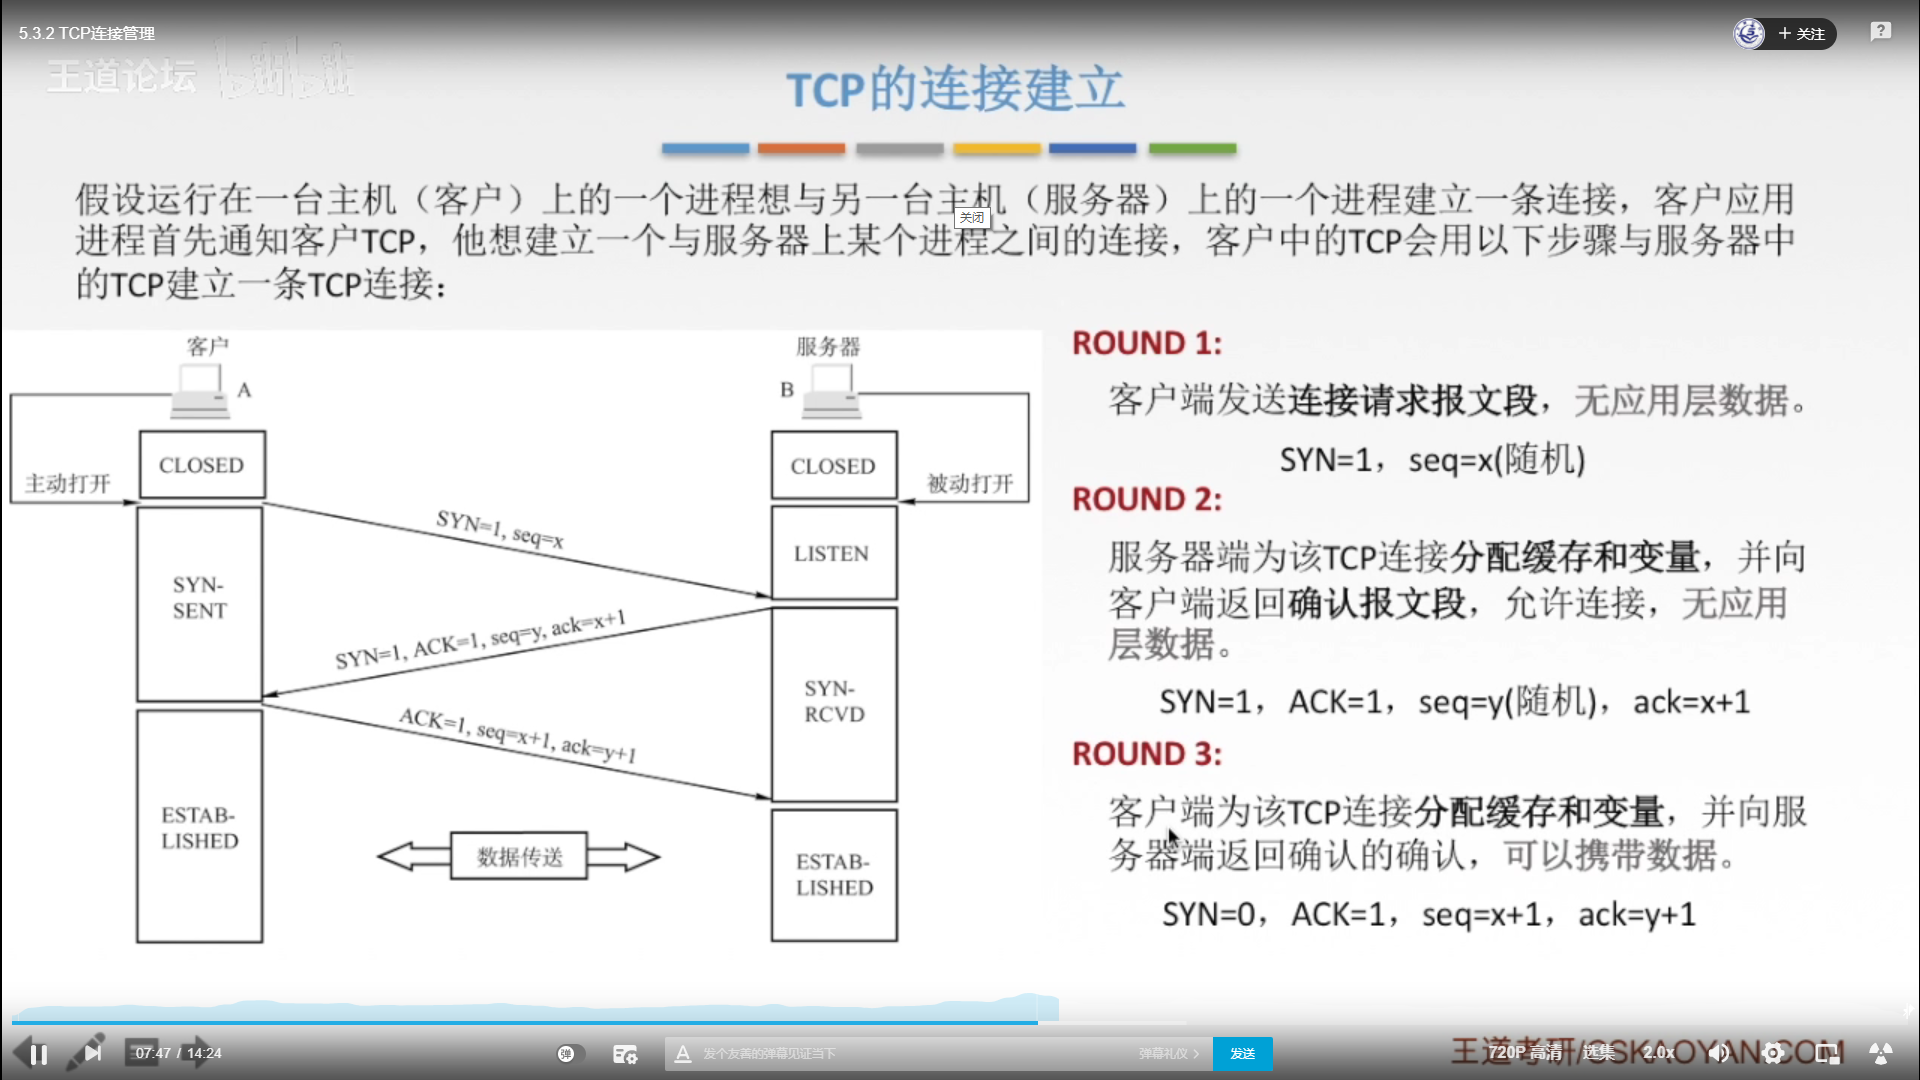 5.3.2 TCP连接管理
关注
王道论坛 bilibili
TCP的连接建立
假设运行在一台主机（客户）上的一个进程想与另一台主机（服务器）上的一个进程建立一条连接，客户应用
关闭
进程首先通知客户TCP，他想建立一个与服务器上某个进程之间的连接，客户中的TCP会用以下步骤与服务器中
的TCP建立一条TCP连接：
客户
A
服务器
B
主动打开
CLOSED
CLOSED
被动打开
SYN=1, seq=x
LISTEN
SYN-
SENT
SYN=1, ACK=1, seq=y, ack=x+1
SYN-
RCVD
ACK=1, seq=x+1, ack=y+1
ESTAB-
LISHED
数据传送
ESTAB-
LISHED
ROUND 1:
客户端发送连接请求报文段，无应用层数据。
SYN=1，seq=x(随机)
ROUND 2:
服务器端为该TCP连接分配缓存和变量，并向
客户端返回确认报文段，允许连接，无应用
层数据。
SYN=1，ACK=1，seq=y(随机)，ack=x+1
ROUND 3:
客户端为该TCP连接分配缓存和变量，并向服
务器端返回确认的确认，可以携带数据。
SYN=0，ACK=1，seq=x+1，ack=y+1
07:47 / 14:24
弹
发个友善的弹幕见证当下
弹幕礼仪 >
发送
王道考研/CSKAOYAN.COM
720P 高清
选集
2.0x